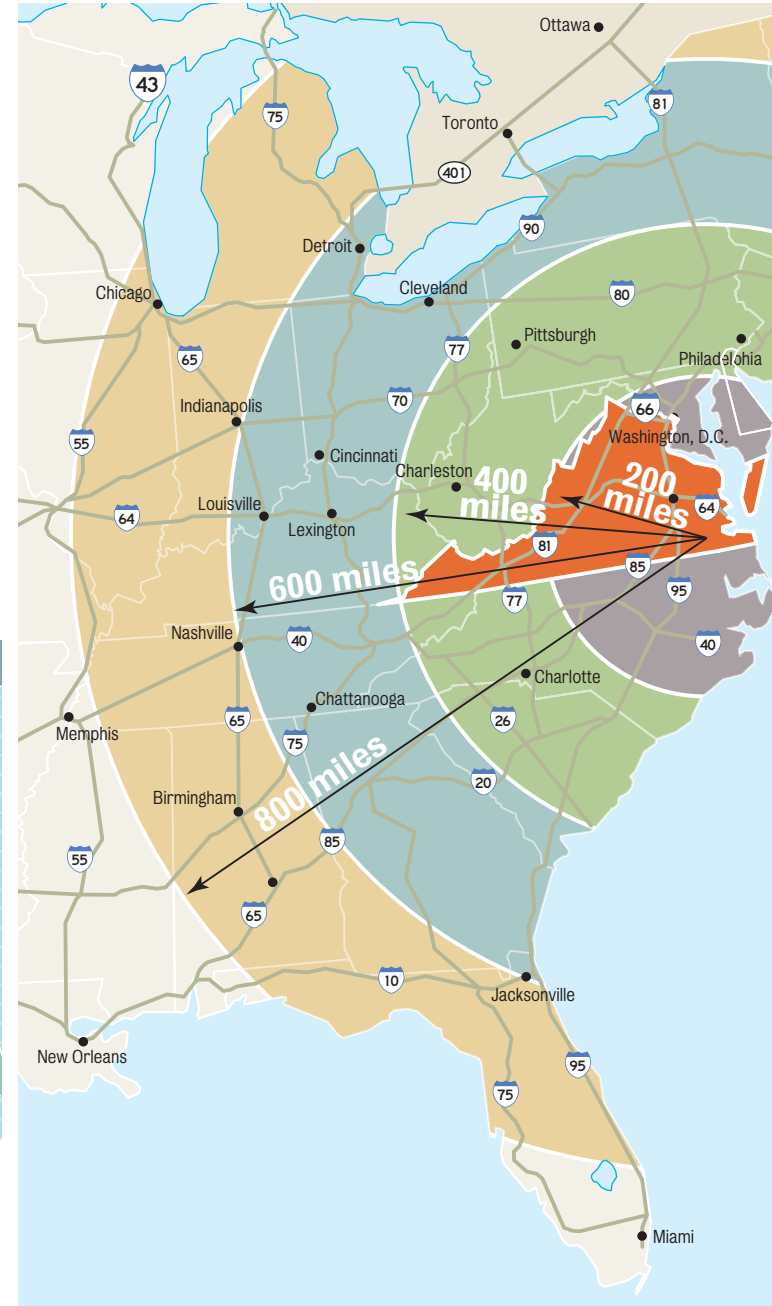 Ottawa
43
75
81
Toronto
401
90
Detroit
Chicago
Cleveland
80
77
Pittsburgh
Philadelphia
65
70
Indianapolis
66
55
Washington, D.C.
Cincinnati
Charleston
400
miles
200
miles
Louisville
64
64
Lexington
81
85
600 miles
95
77
Nashville
40
40
Charlotte
Chattanooga
65
26
Memphis
75
800 miles
20
Birmingham
85
55
65
10
Jacksonville
New Orleans
95
75
Miami